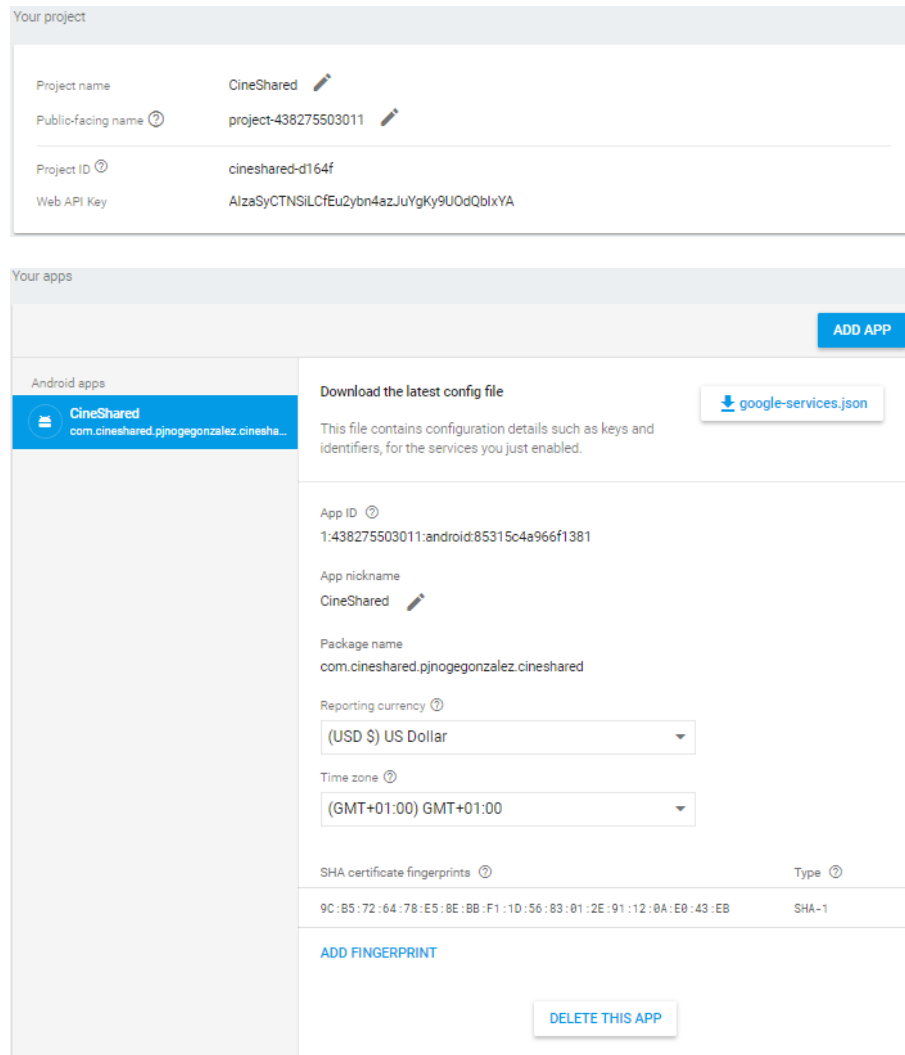 Your project
Project name CineShared
Public-facing name project-438275503011
Project ID cineshared-d164f
Web API Key AIzaSyCTNSiLCfEu2ybn4azJuYgKy9UOdQbIxYA
Your apps
ADD APP
Android apps
CineShared
com.cineshared.pjnogegonzalez.cinesha...
Download the latest config file
google-services.json
This file contains configuration details such as keys and
identifiers, for the services you just enabled.
App ID
1:438275503011:android:85315c4a966f1381
App nickname
CineShared
Package name
com.cineshared.pjnogegonzalez.cineshared
Reporting currency
(USD $) US Dollar
Time zone
(GMT+01:00) GMT+01:00
SHA certificate fingerprints Type
9C:B5:72:64:78:E5:8E:BB:F1:1D:56:83:01:2E:91:12:0A:E0:43:EB SHA-1
ADD FINGERPRINT
DELETE THIS APP